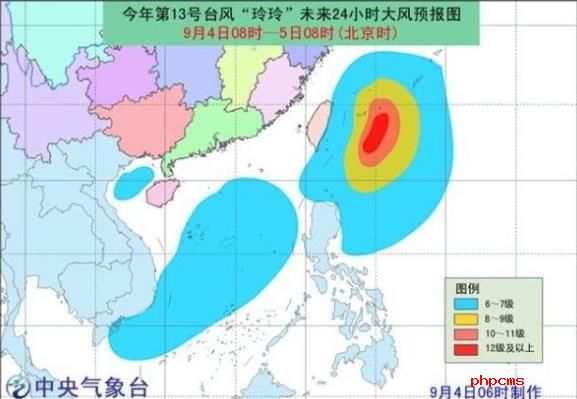 今年第13号台风“玲玲”未来24小时大风预报图
9月4日08时—5日08时(北京时)
图例
6～7级
8～9级
10～11级
12级及以上
phpcms
中央气象台
9月4日06时制作